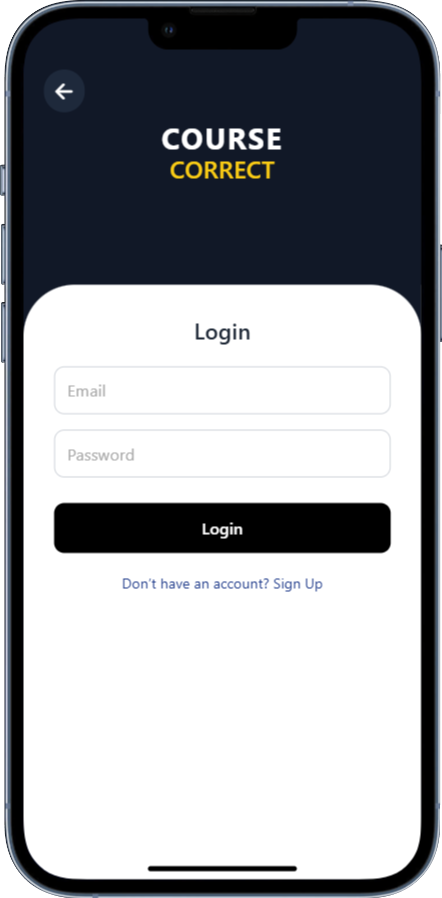 COURSE
CORRECT
Login
Email
Password
Login
Don't have an account? Sign Up